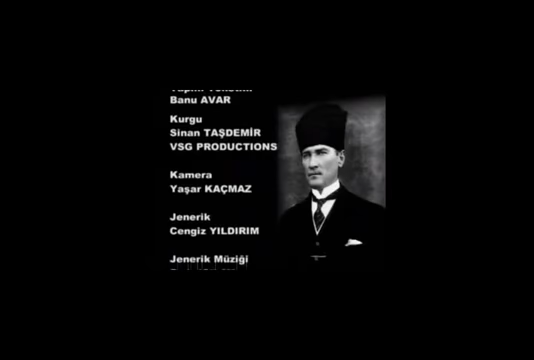 Banu AVAR
Kurgu
Sinan TAŞDEMİR
VSG PRODUCTIONS
Kamera
Yaşar KAÇMAZ
Jenerik
Cengiz YILDIRIM
Jenerik Müziği